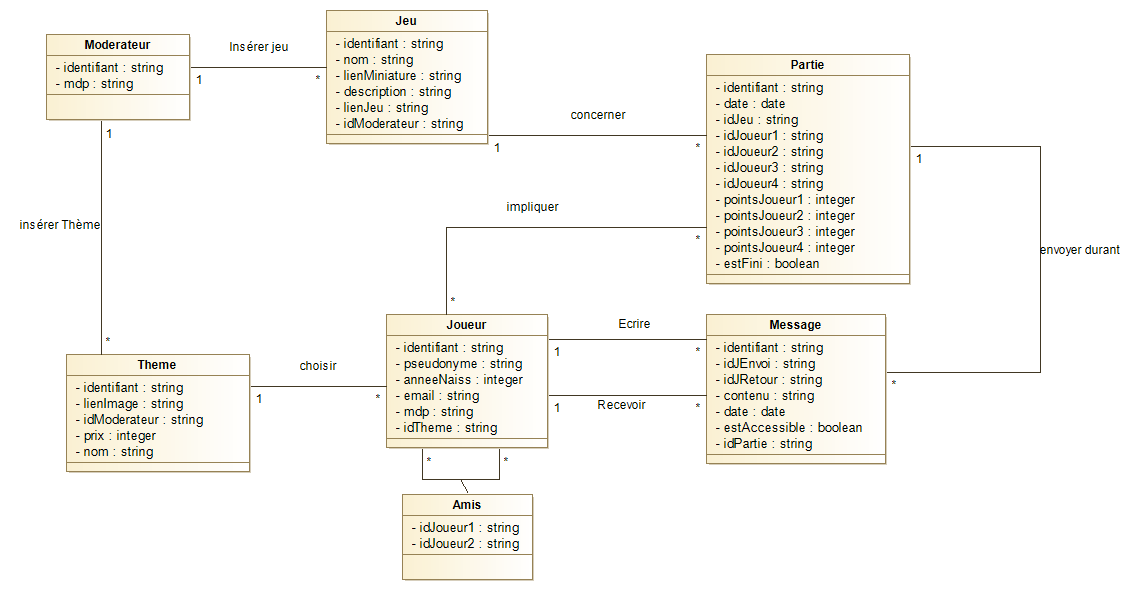 Moderateur
- identifiant : string
- mdp : string
Insérer jeu
1
*
Jeu
- identifiant : string
- nom : string
- lienMiniature : string
- description : string
- lienJeu : string
- idModerateur : string
concerner
1
*
Partie
- identifiant : string
- date : date
- idJeu : string
- idJoueur1 : string
- idJoueur2 : string
- idJoueur3 : string
- idJoueur4 : string
- pointsJoueur1 : integer
- pointsJoueur2 : integer
- pointsJoueur3 : integer
- pointsJoueur4 : integer
- estFini : boolean
1
insérer Thème
*
impliquer
*
*
1
envoyer durant
*
Theme
- identifiant : string
- lienImage : string
- idModerateur : string
- prix : integer
- nom : string
choisir
1
*
Joueur
- identifiant : string
- pseudonyme : string
- anneeNaiss : integer
- email : string
- mdp : string
- idTheme : string
Ecrire
1
*
Recevoir
1
*
Message
- identifiant : string
- idJEnvoi : string
- idJRetour : string
- contenu : string
- date : date
- estAccessible : boolean
- idPartie : string
*
*
Amis
- idJoueur1 : string
- idJoueur2 : string